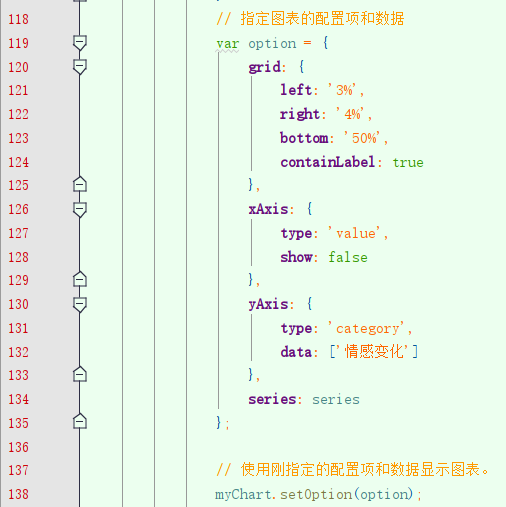 118 // 指定图表的配置项和数据
119 var option = {
120 grid: {
121 left: '3%',
122 right: '4%',
123 bottom: '50%',
124 containLabel: true
125 },
126 xAxis: {
127 type: 'value',
128 show: false
129 },
130 yAxis: {
131 type: 'category',
132 data: ['情感变化']
133 },
134 series: series
135 };
136
137 // 使用刚指定的配置项和数据显示图表。
138 myChart.setOption(option);